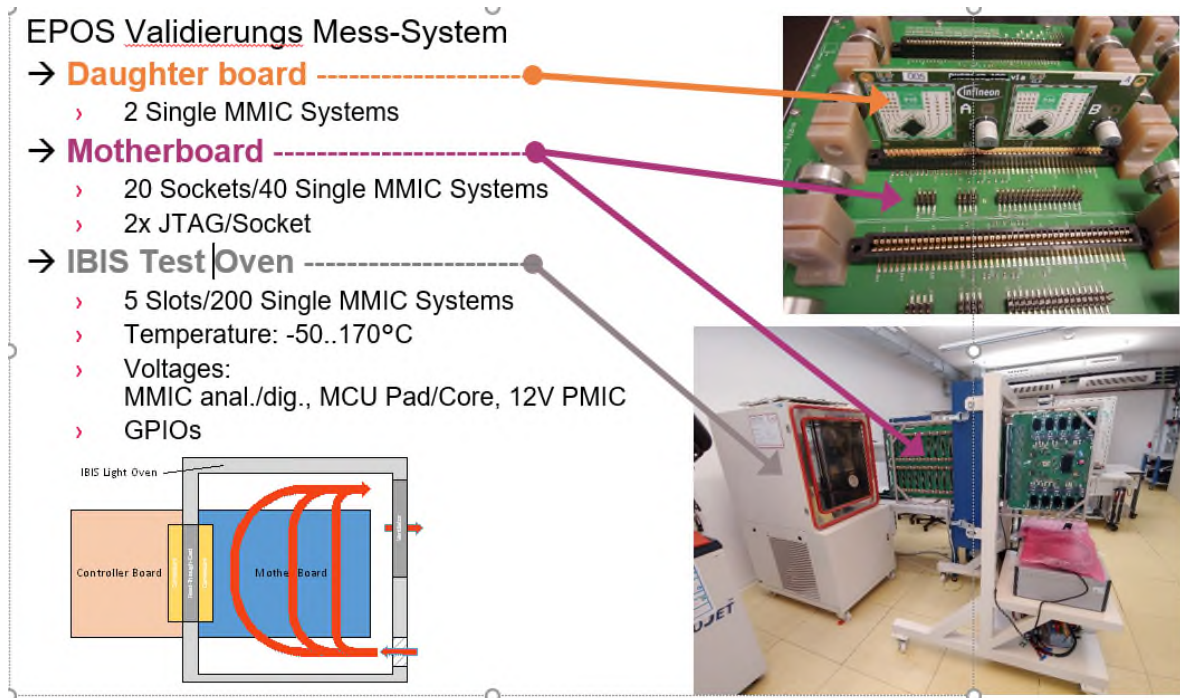 EPOS Validierungs Mess-System
→ Daughter board
› 2 Single MMIC Systems
→ Motherboard
› 20 Sockets/40 Single MMIC Systems
› 2x JTAG/Socket
→ IBIS Test Oven
› 5 Slots/200 Single MMIC Systems
› Temperature: -50..170°C
› Voltages:
MMIC anal./dig., MCU Pad/Core, 12V PMIC
› GPIOs
IBIS Light Oven
Controller Board
Mother Board
Ventilator
005
infineon
A
B
A